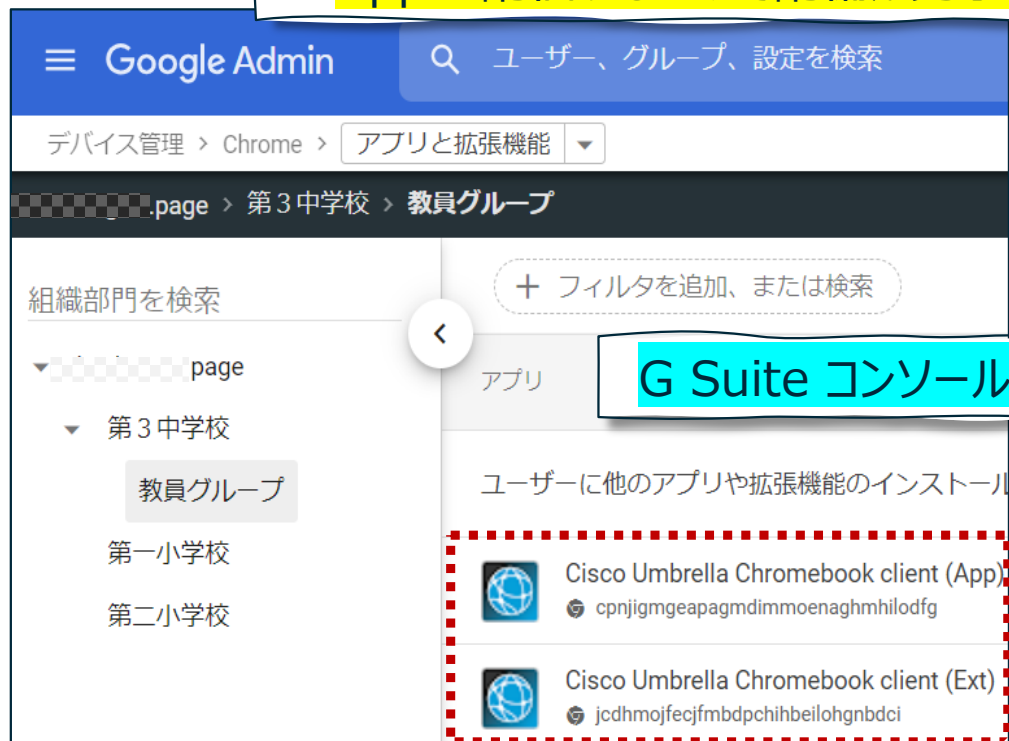 Google Admin
ユーザー、グループ、設定を検索
デバイス管理 > Chrome > アプリと拡張機能
.page > 第3中学校 > 教員グループ
組織部門を検索
+ フィルタを追加、または検索
page
アプリ
G Suite コンソール
第3中学校
教員グループ
ユーザーに他のアプリや拡張機能のインストール
第一小学校
Cisco Umbrella Chromebook client (App)
cpnjigmgeapagmdimmoenaghmhilodfg
第二小学校
Cisco Umbrella Chromebook client (Ext)
jcdhmojfecjfmbdpchihbeilohgnbdci